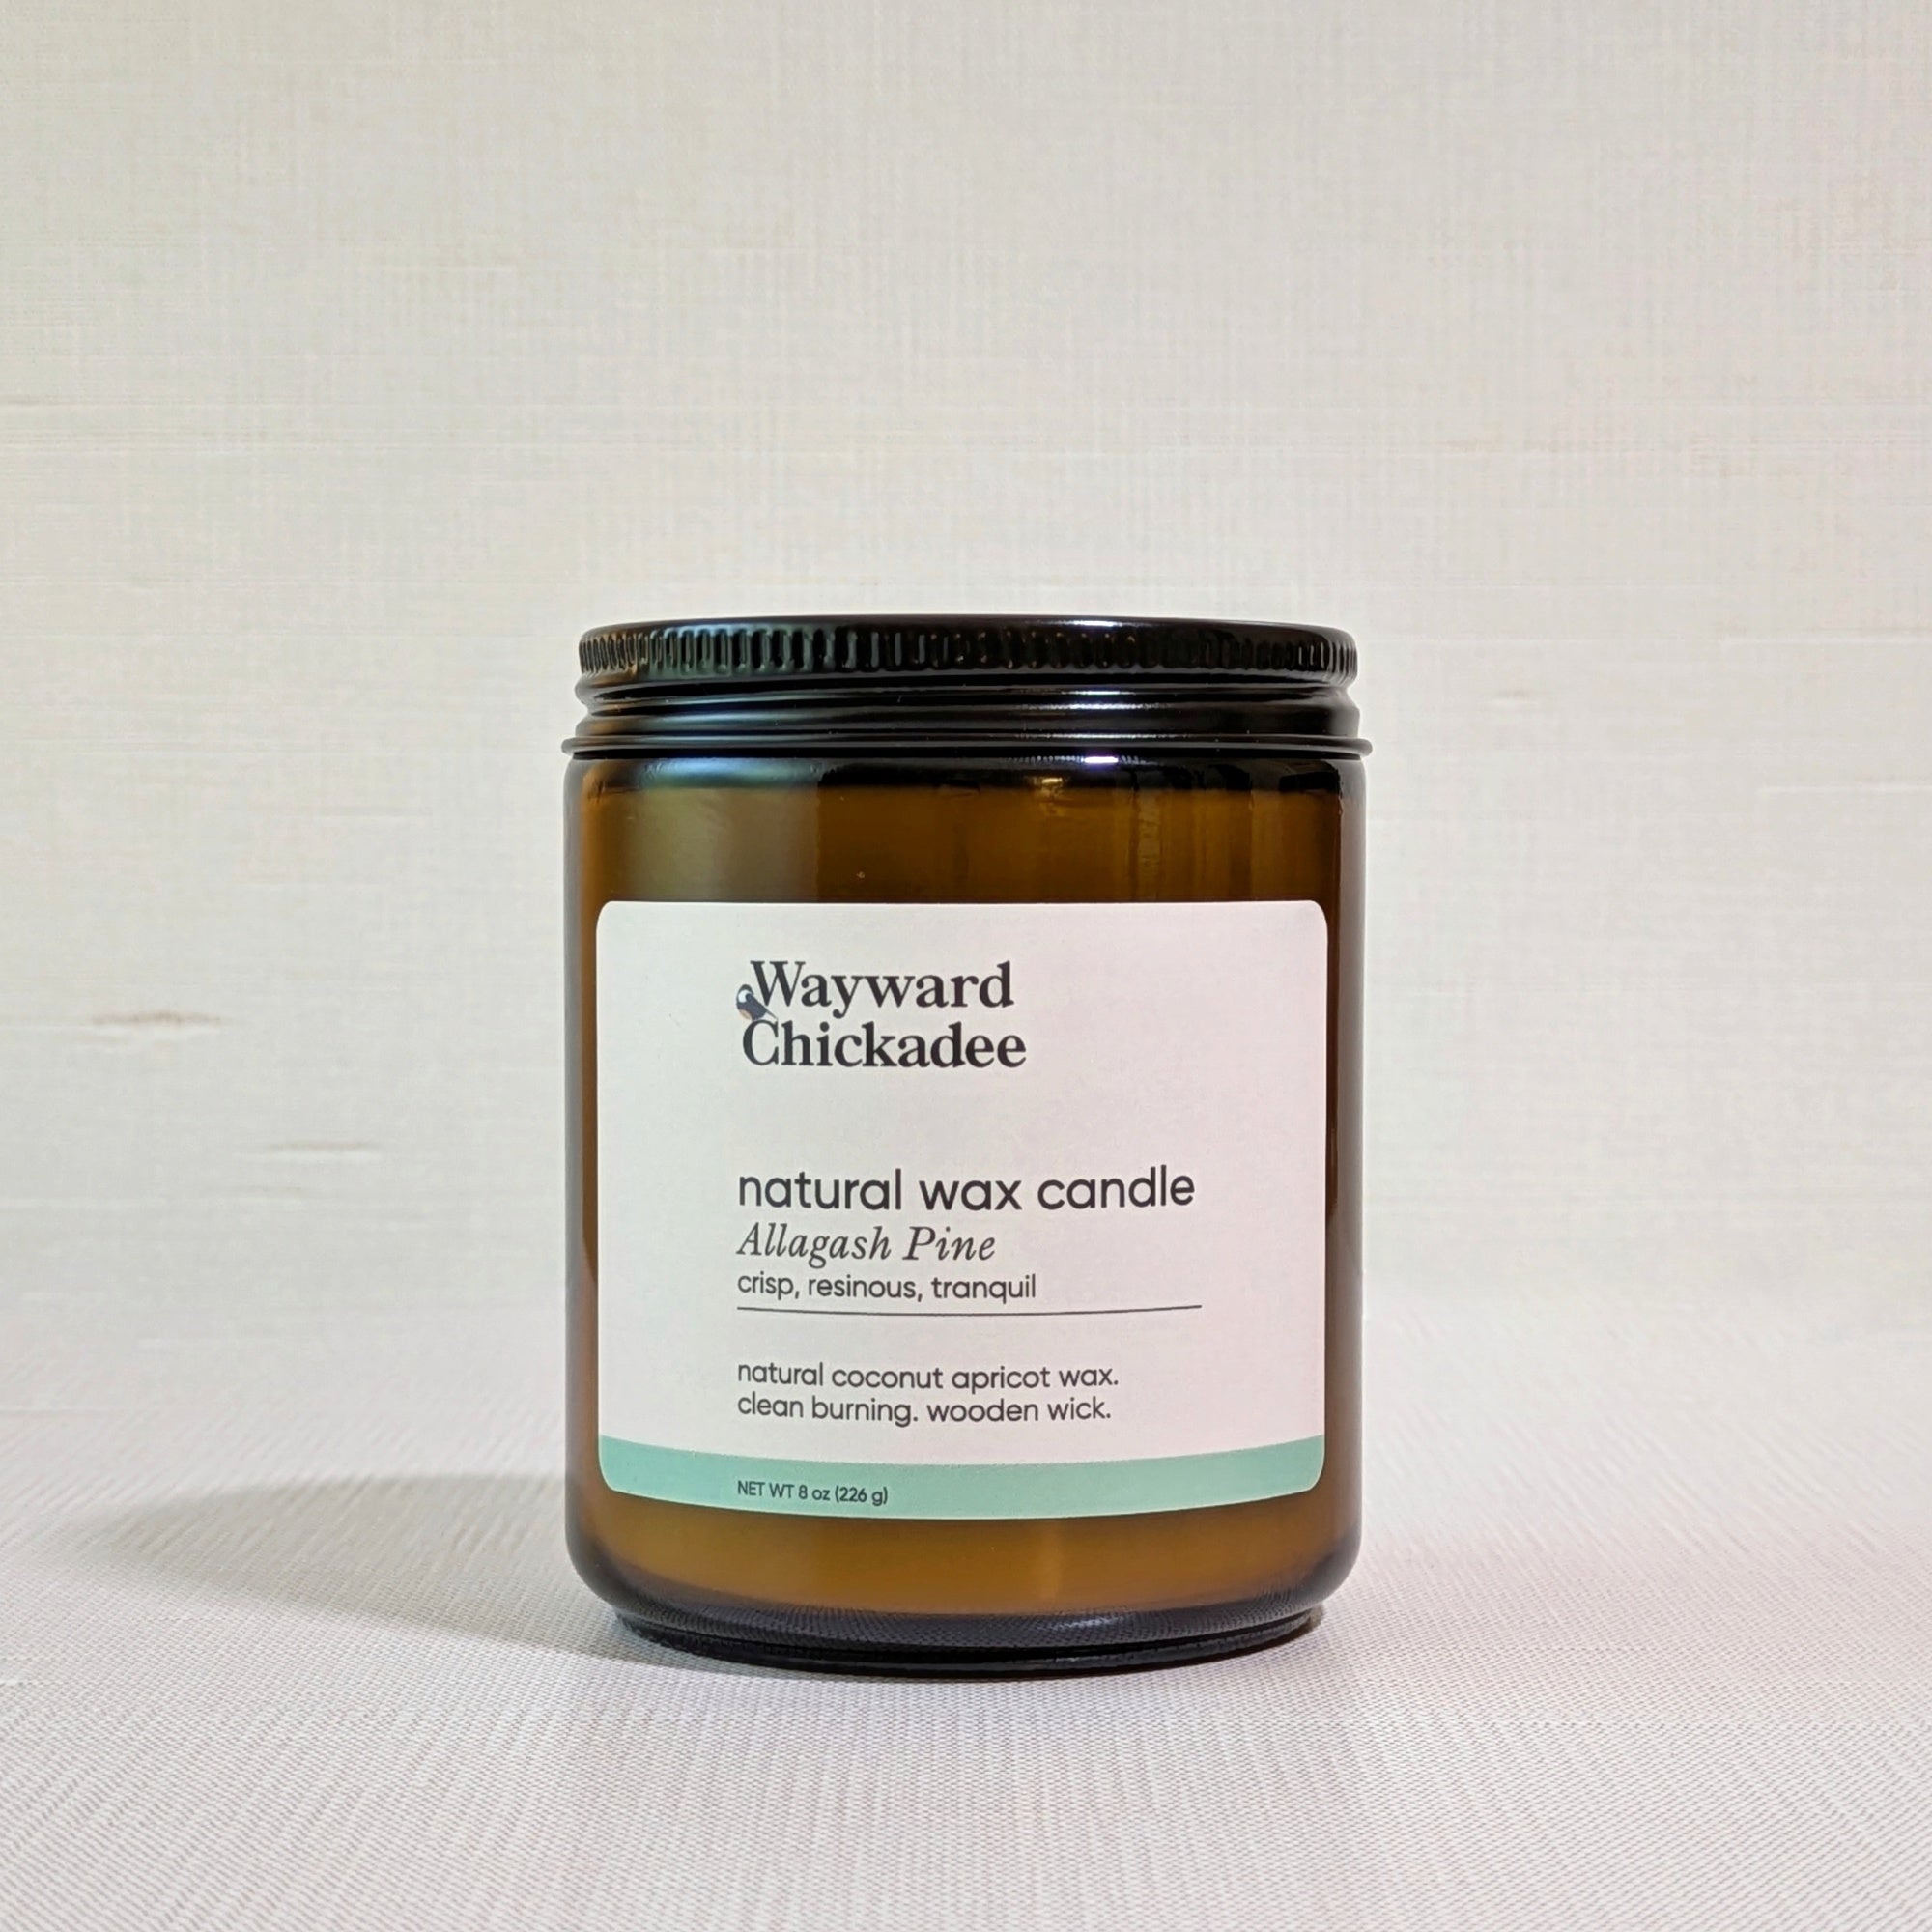 Wayward
Chickadee
natural wax candle
Allagash Pine
crisp, resinous, tranquil
natural coconut apricot wax.
clean burning. wooden wick.
NET WT 8 oz (226 g)